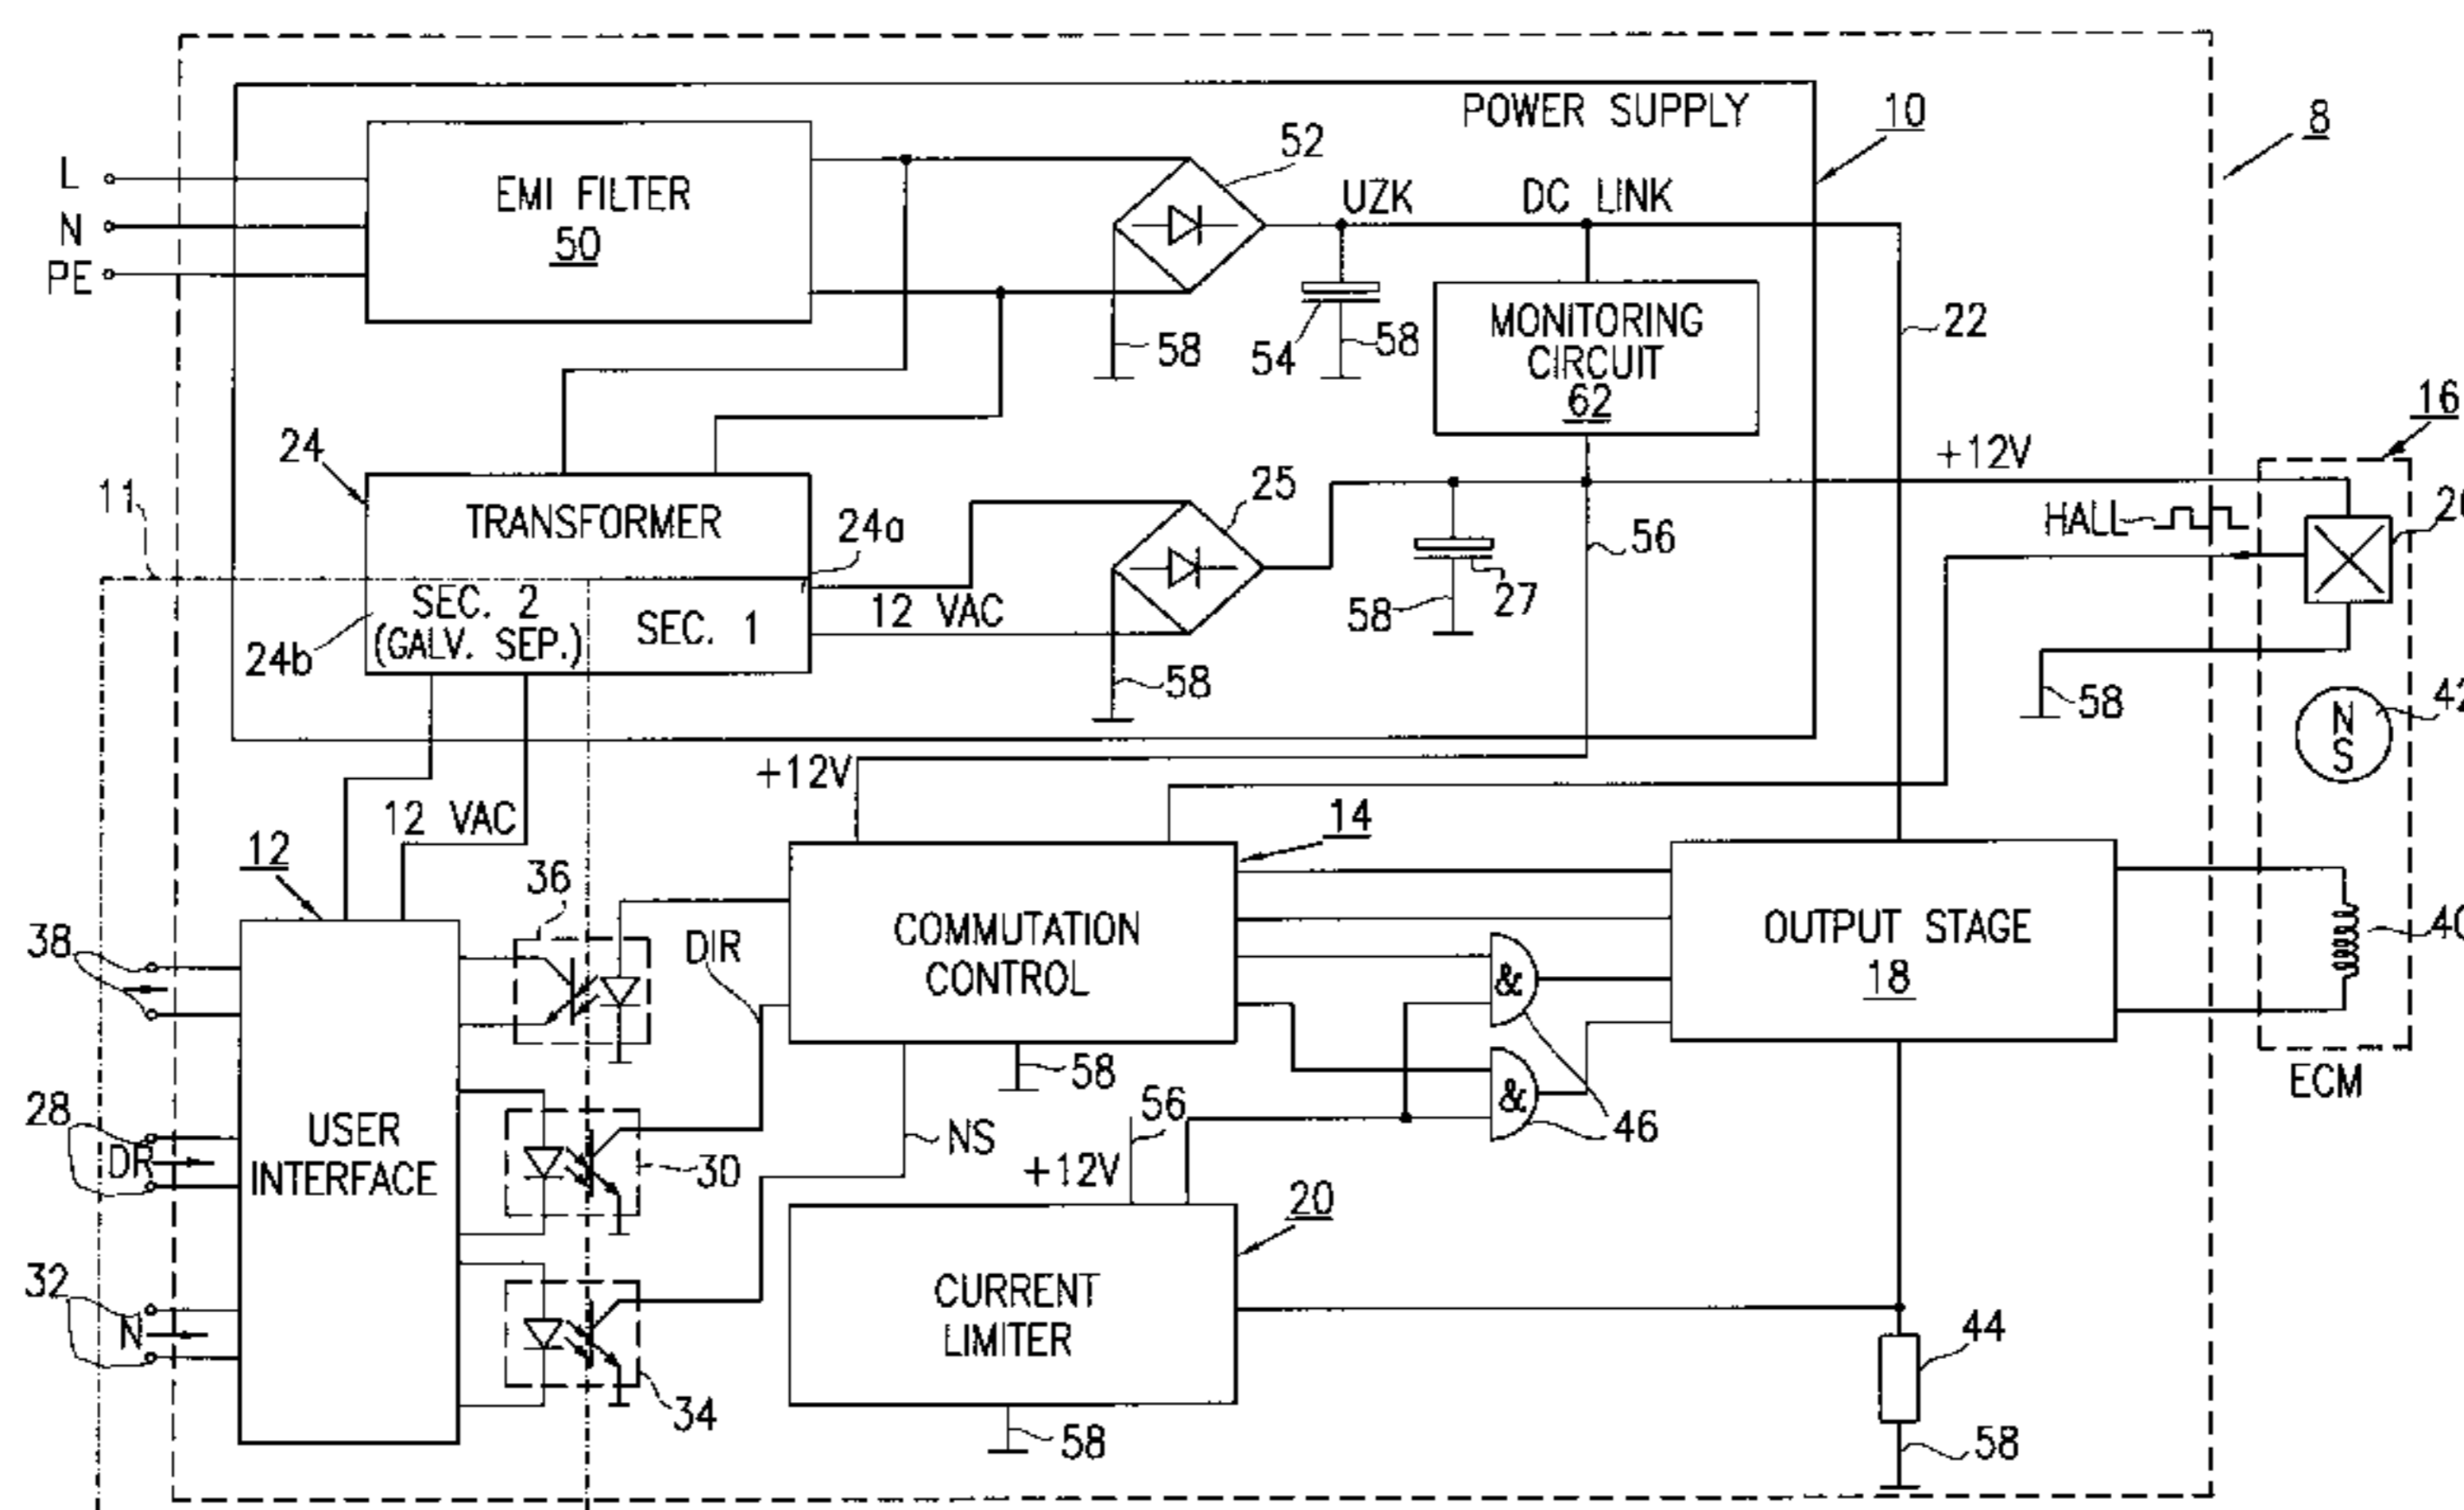 POWER SUPPLY
10
8
L
N
PE
EMI FILTER
50
52
UZK
DC LINK
58
54
58
MONITORING
CIRCUIT
62
22
16
24
TRANSFORMER
11
24a
25
+12V
HALL
56
SEC. 2
(GALV. SEP.)
SEC. 1
24b
12 VAC
58
27
58
58
N
S
+12V
12 VAC
12
14
36
38
DIR
COMMUTATION
CONTROL
&
OUTPUT STAGE
18
58
&
46
ECM
28
DR
USER
INTERFACE
30
NS
56
+12V
20
32
N
34
CURRENT
LIMITER
44
58
58